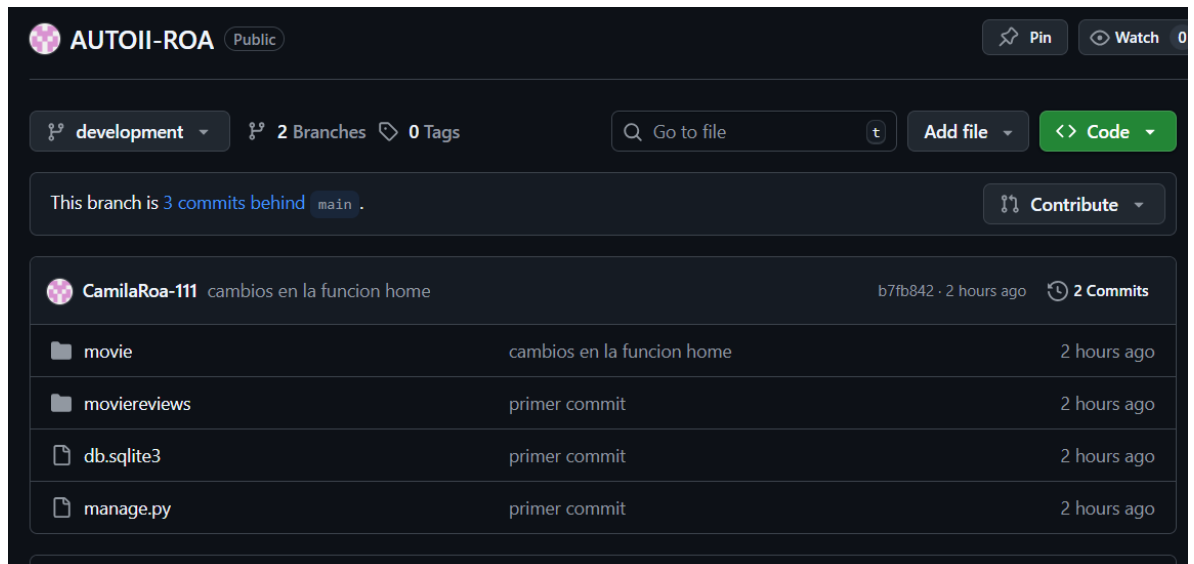 AUTOII-ROA Public Pin Watch 0
development 2 Branches 0 Tags Go to file t Add file <> Code
This branch is 3 commits behind main . Contribute
CamilaRoa-111 cambios en la funcion home b7fb842 · 2 hours ago 2 Commits
movie cambios en la funcion home 2 hours ago
moviereviews primer commit 2 hours ago
db.sqlite3 primer commit 2 hours ago
manage.py primer commit 2 hours ago